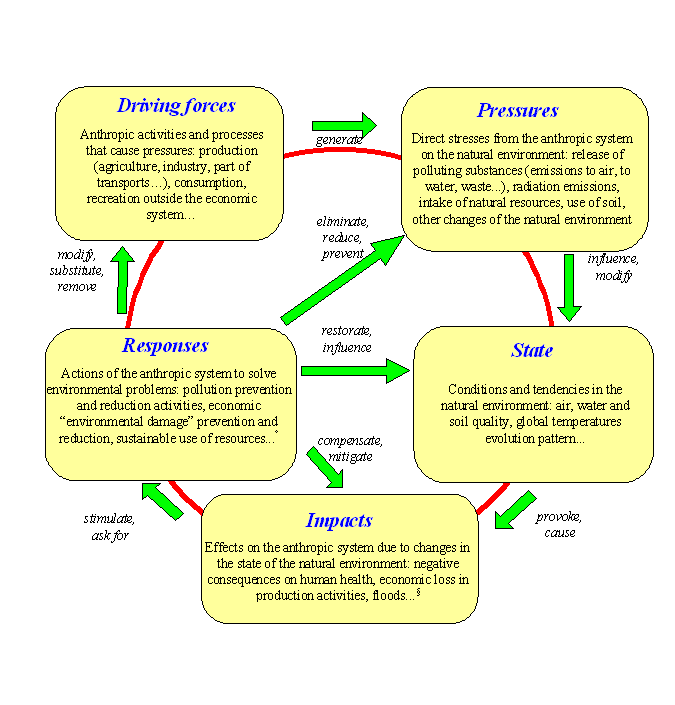 Driving forces
Anthropic activities and processes
that cause pressures: production
(agriculture, industry, part of
transports…), consumption,
recreation outside the economic
system…
generate
Pressures
Direct stresses from the anthropic system
on the natural environment: release of
polluting substances (emissions to air, to
water, waste...), radiation emissions,
intake of natural resources, use of soil,
other changes of the natural environment
modify,
substitute,
remove
eliminate,
reduce,
prevent
influence,
modify
Responses
Actions of the anthropic system to solve
environmental problems: pollution prevention
and reduction activities, economic
“environmental damage” prevention and
reduction, sustainable use of resources...°
restorate,
influence
State
Conditions and tendencies in the
natural environment: air, water and
soil quality, global temperatures
evolution pattern...
compensate,
mitigate
stimulate,
ask for
Impacts
Effects on the anthropic system due to changes in
the state of the natural environment: negative
consequences on human health, economic loss in
production activities, floods...§
provoke,
cause